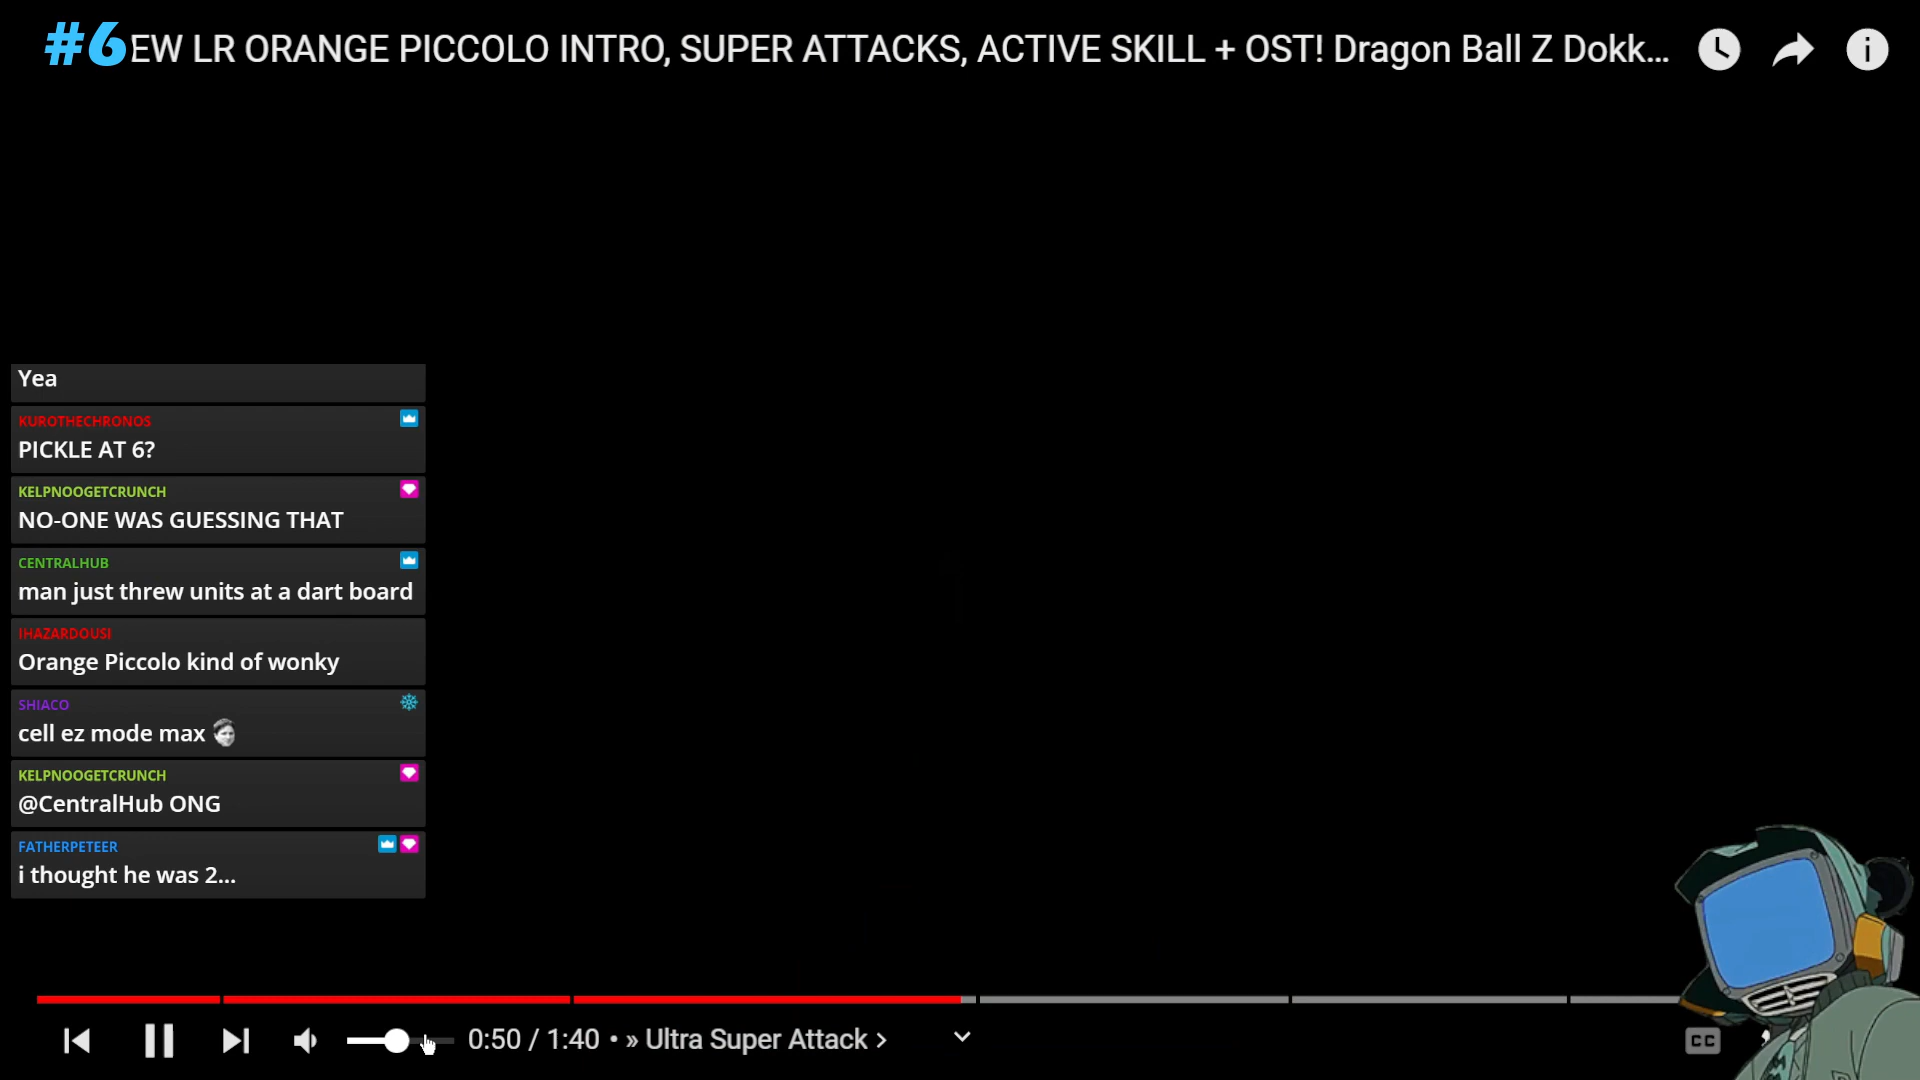 #6EW LR ORANGE PICCOLO INTRO, SUPER ATTACKS, ACTIVE SKILL + OST! Dragon Ball Z Dokk...
Yea
KUROTHECHRONOS
PICKLE AT 6?
KELPNOOGETCRUNCH
NO-ONE WAS GUESSING THAT
CENTRALHUB
man just threw units at a dart board
IHAZARDOUSI
Orange Piccolo kind of wonky
SHIACO
cell ez mode max
KELPNOOGETCRUNCH
@CentralHub ONG
FATHERPETEER
i thought he was 2...
0:50 / 1:40 • » Ultra Super Attack >
CC